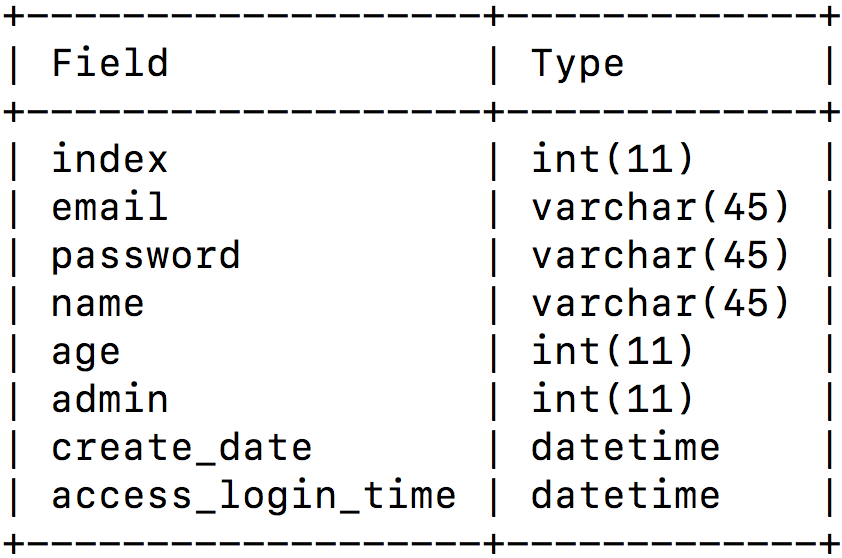 +------------------------+-----------------+
| Field | Type |
+------------------------+-----------------+
| index | int(11) |
| email | varchar(45) |
| password | varchar(45) |
| name | varchar(45) |
| age | int(11) |
| admin | int(11) |
| create_date | datetime |
| access_login_time | datetime |
+------------------------+-----------------+